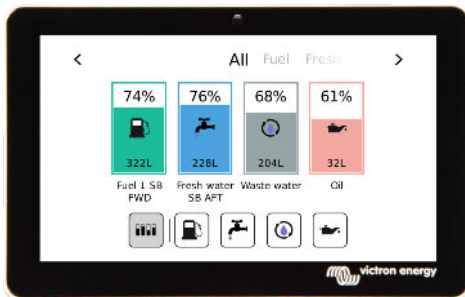 All Fuel Fresh
74% 76% 68% 61%
322L 228L 204L 32L
Fuel 1 SB Fresh water Waste water Oil
FWD SB AFT
victron energy